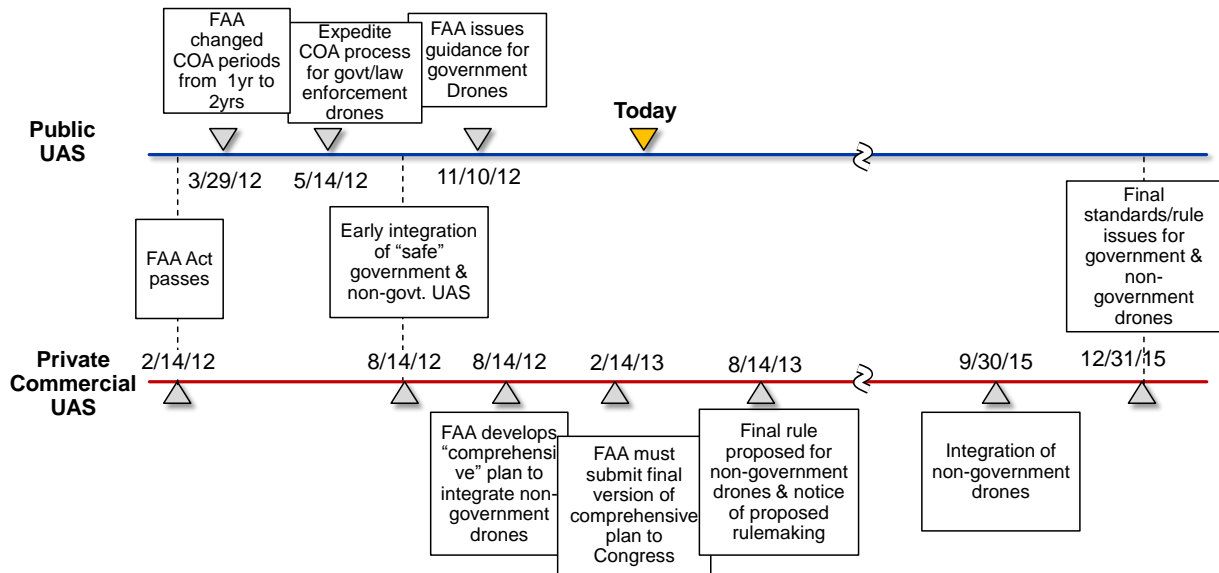 FAA
changed
COA periods
from 1yr to
2yrs
Expedite
COA process
for govt/law
enforcement
drones
FAA issues
guidance for
government
Drones
Today
Public
UAS
3/29/12
5/14/12
11/10/12
FAA Act
passes
Early integration
of “safe”
government &
non-govt. UAS
Final
standards/rule
issues for
government &
non-
government
drones
Private
Commercial
UAS
2/14/12
8/14/12
8/14/12
2/14/13
8/14/13
9/30/15
12/31/15
FAA develops
“comprehensi
ve” plan to
integrate non-
government
drones
FAA must
submit final
version of
comprehensive
plan to
Congress
Final rule
proposed for
non-government
drones & notice
of proposed
rulemaking
Integration of
non-government
drones